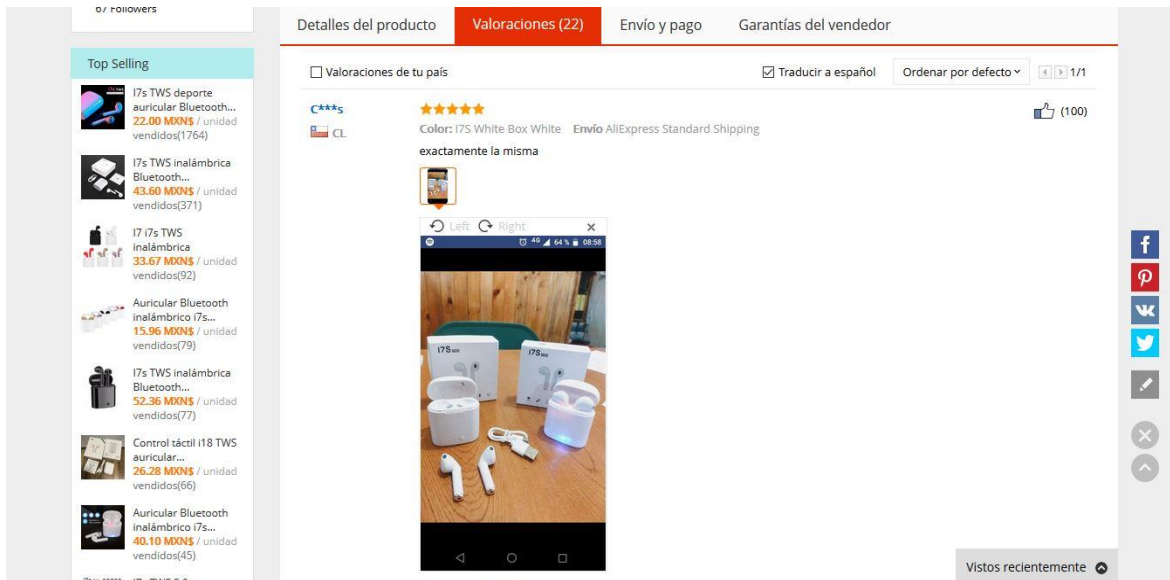 67 Followers
Top Selling
I7s TWS deporte
auricular Bluetooth...
22.00 MXN$ / unidad
vendidos(1764)
I7s TWS inalámbrica
Bluetooth...
43.60 MXN$ / unidad
vendidos(371)
I7 i7s TWS
inalámbrica
33.67 MXN$ / unidad
vendidos(92)
Auricular Bluetooth
inalámbrico i7s...
15.96 MXN$ / unidad
vendidos(79)
I7s TWS inalámbrica
Bluetooth...
52.36 MXN$ / unidad
vendidos(77)
Control táctil i18 TWS
auricular...
26.28 MXN$ / unidad
vendidos(66)
Auricular Bluetooth
inalámbrico i7s...
40.10 MXN$ / unidad
vendidos(45)
Detalles del producto Valoraciones (22) Envío y pago Garantías del vendedor
Valoraciones de tu país Traducir a español Ordenar por defecto 1/1
C***s
CL
(100)
Color: I7S White Box White Envío AliExpress Standard Shipping
exactamente la misma
Left Right
4G 64 % 08:58
I7S
I7S
Vistos recientemente